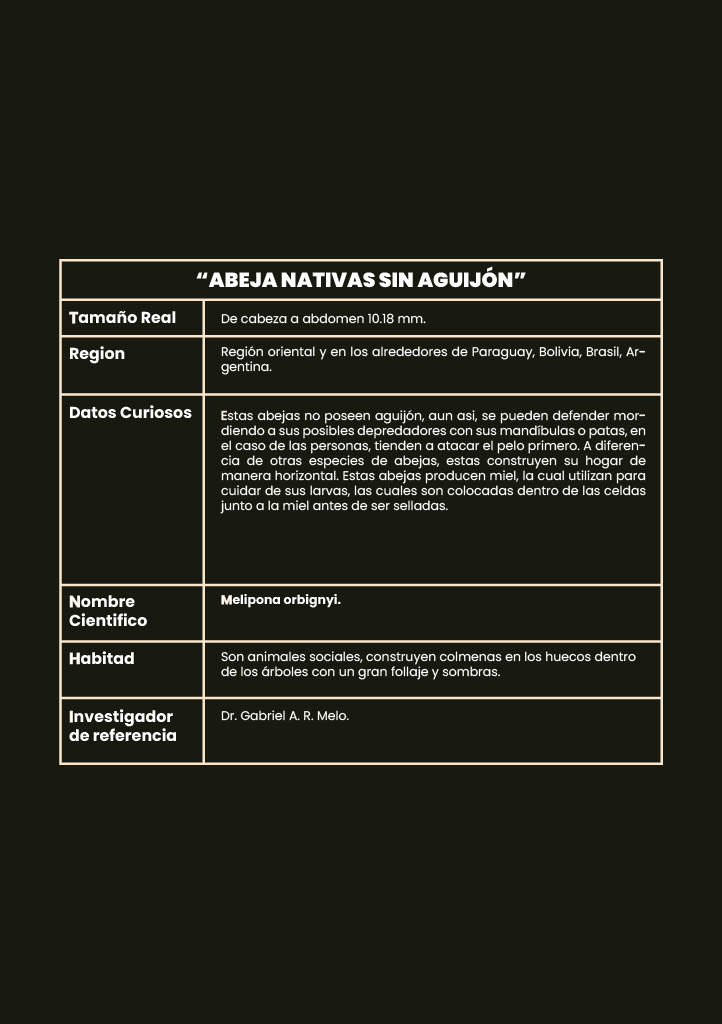 “ABEJA NATIVAS SIN AGUIJÓN”
Tamaño Real
De cabeza a abdomen 10.18 mm.
Region
Región oriental y en los alrededores de Paraguay, Bolivia, Brasil, Ar-
gentina.
Datos Curiosos
Estas abejas no poseen aguijón, aun asi, se pueden defender mor-
diendo a sus posibles depredadores con sus mandíbulas o patas, en
el caso de las personas, tienden a atacar el pelo primero. A diferen-
cia de otras especies de abejas, estas construyen su hogar de
manera horizontal. Estas abejas producen miel, la cual utilizan para
cuidar de sus larvas, las cuales son colocadas dentro de las celdas
junto a la miel antes de ser selladas.
Nombre
Cientifico
Melipona orbignyi.
Habitad
Son animales sociales, construyen colmenas en los huecos dentro
de los árboles con un gran follaje y sombras.
Investigador
de referencia
Dr. Gabriel A. R. Melo.